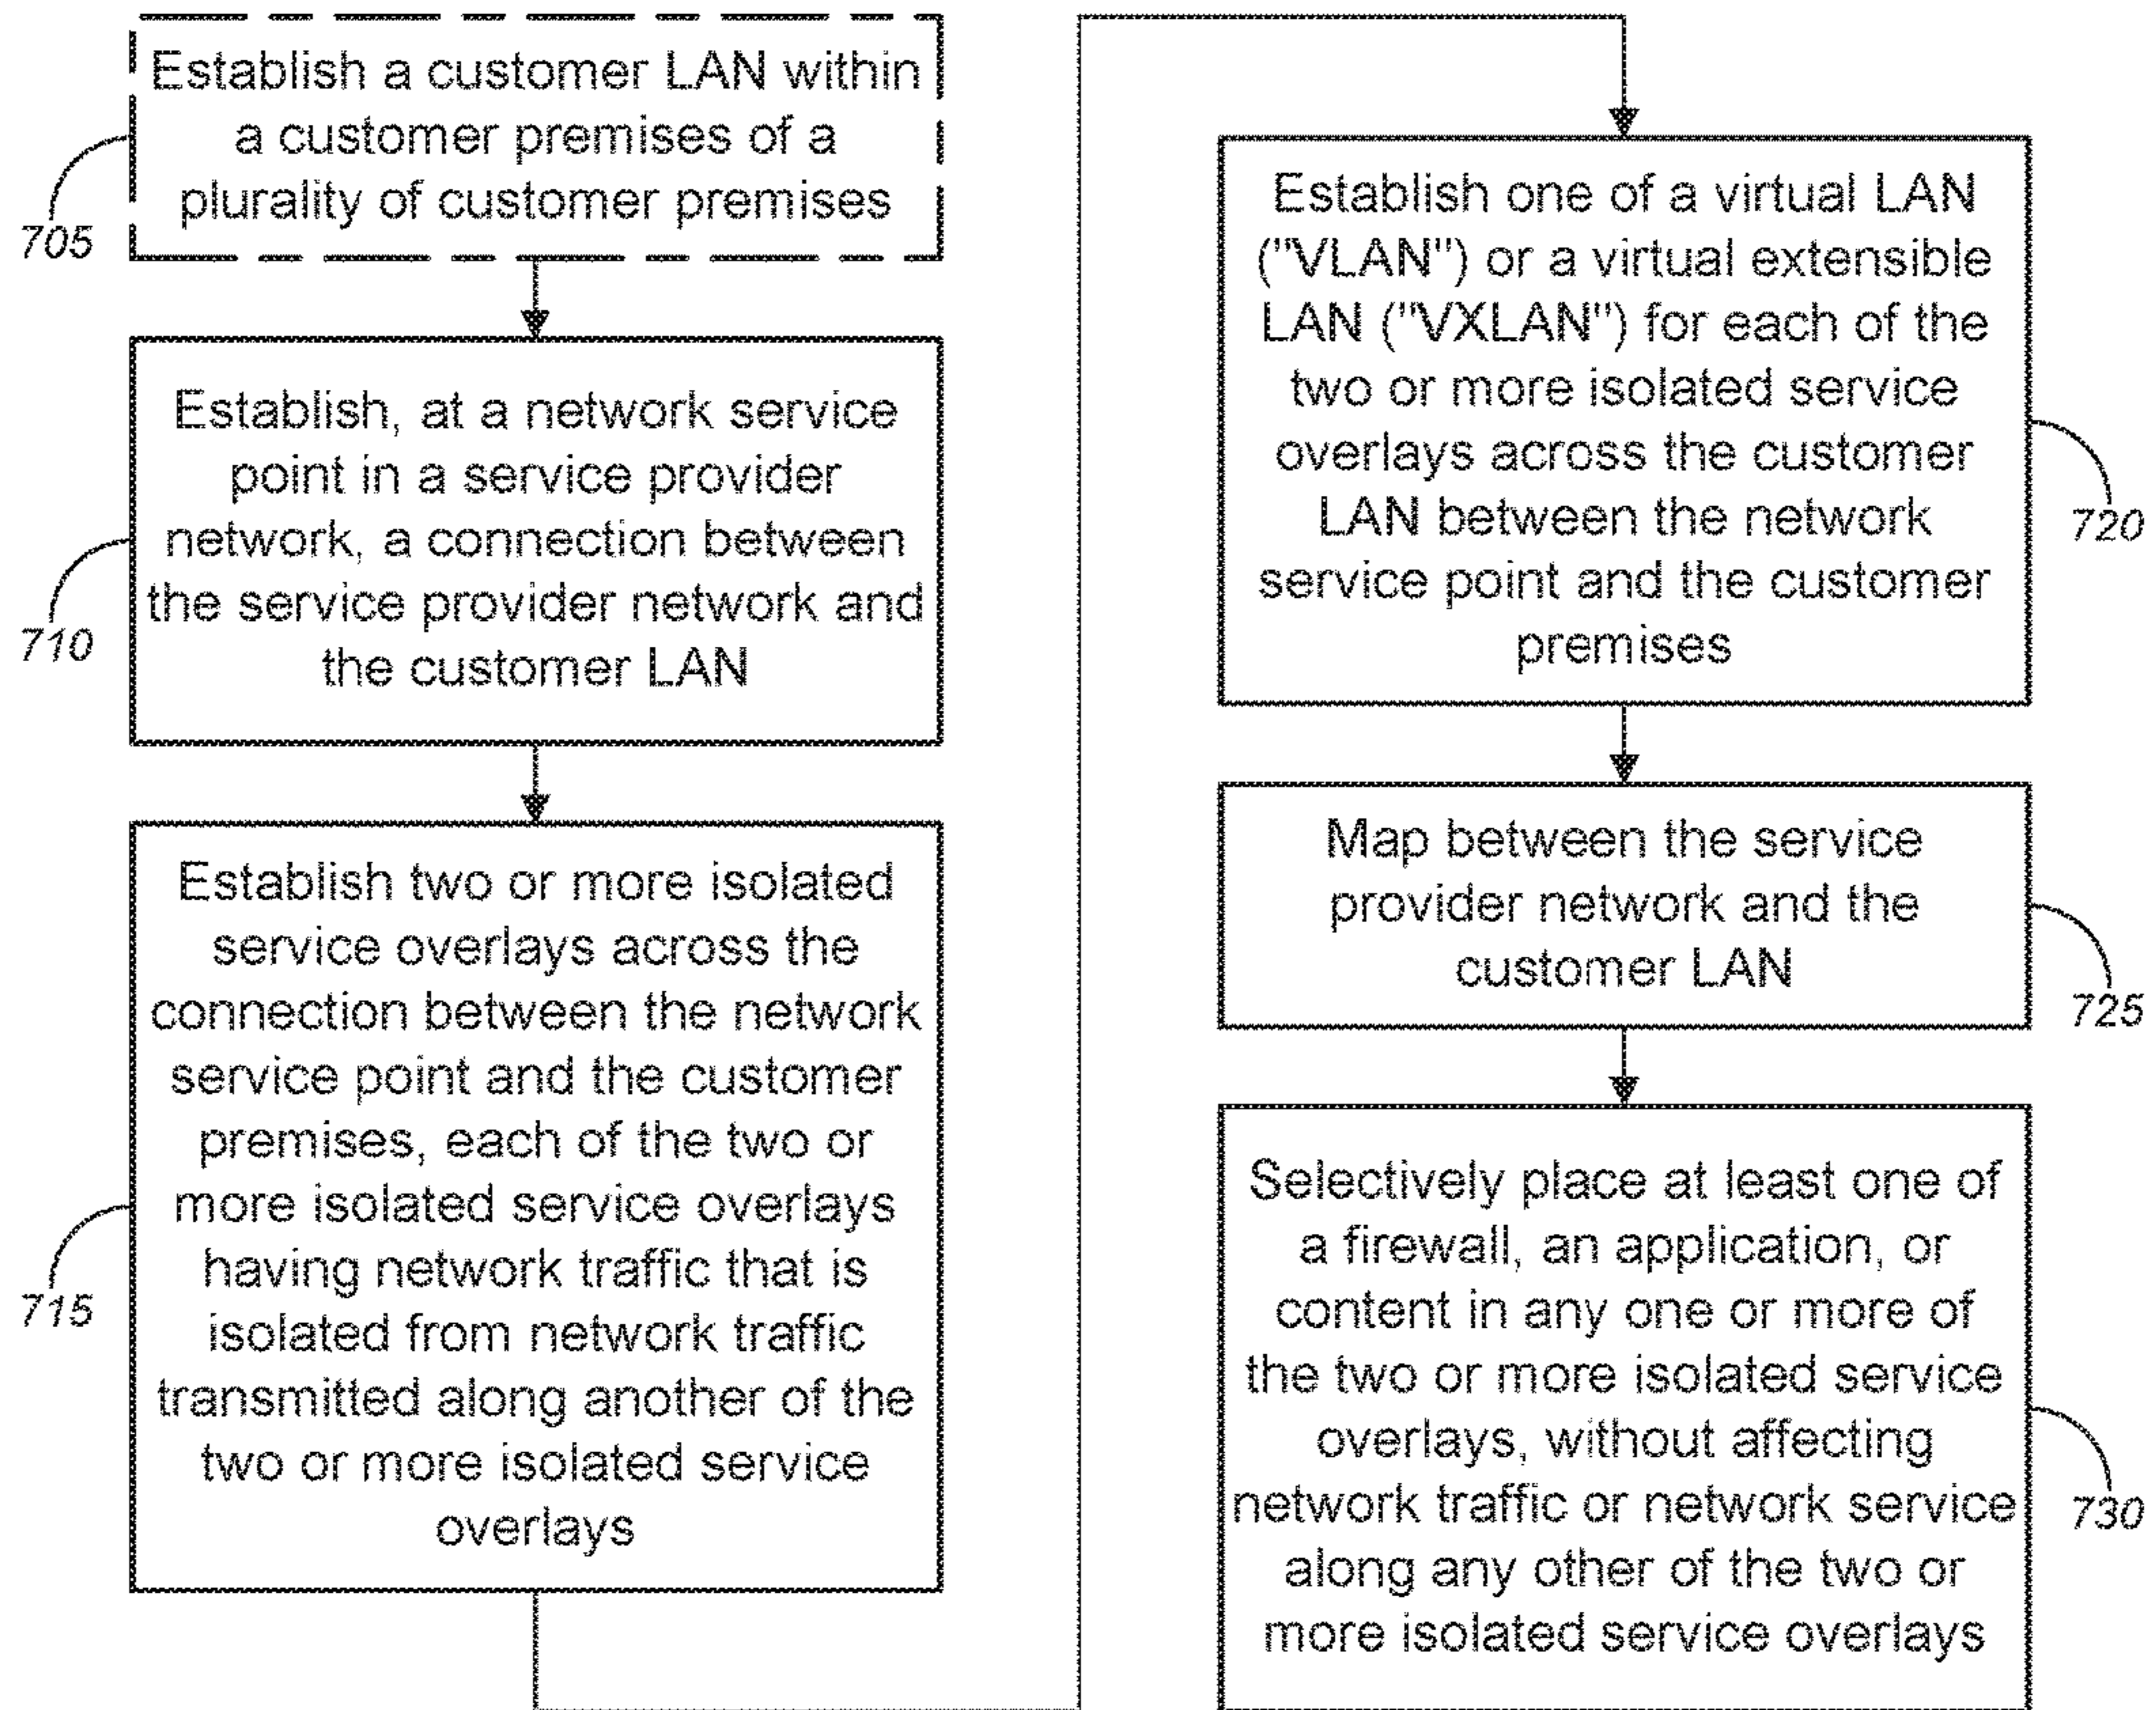 Establish a customer LAN within
a customer premises of a
plurality of customer premises
705
Establish, at a network service
point in a service provider
network, a connection between
the service provider network and
the customer LAN
710
Establish two or more isolated
service overlays across the
connection between the network
service point and the customer
premises, each of the two or
more isolated service overlays
having network traffic that is
isolated from network traffic
transmitted along another of the
two or more isolated service
overlays
715
Establish one of a virtual LAN
("VLAN") or a virtual extensible
LAN ("VXLAN") for each of the
two or more isolated service
overlays across the customer
LAN between the network
service point and the customer
premises
720
Map between the service
provider network and the
customer LAN
725
Selectively place at least one of
a firewall, an application, or
content in any one or more of
the two or more isolated service
overlays, without affecting
network traffic or network service
along any other of the two or
more isolated service overlays
730